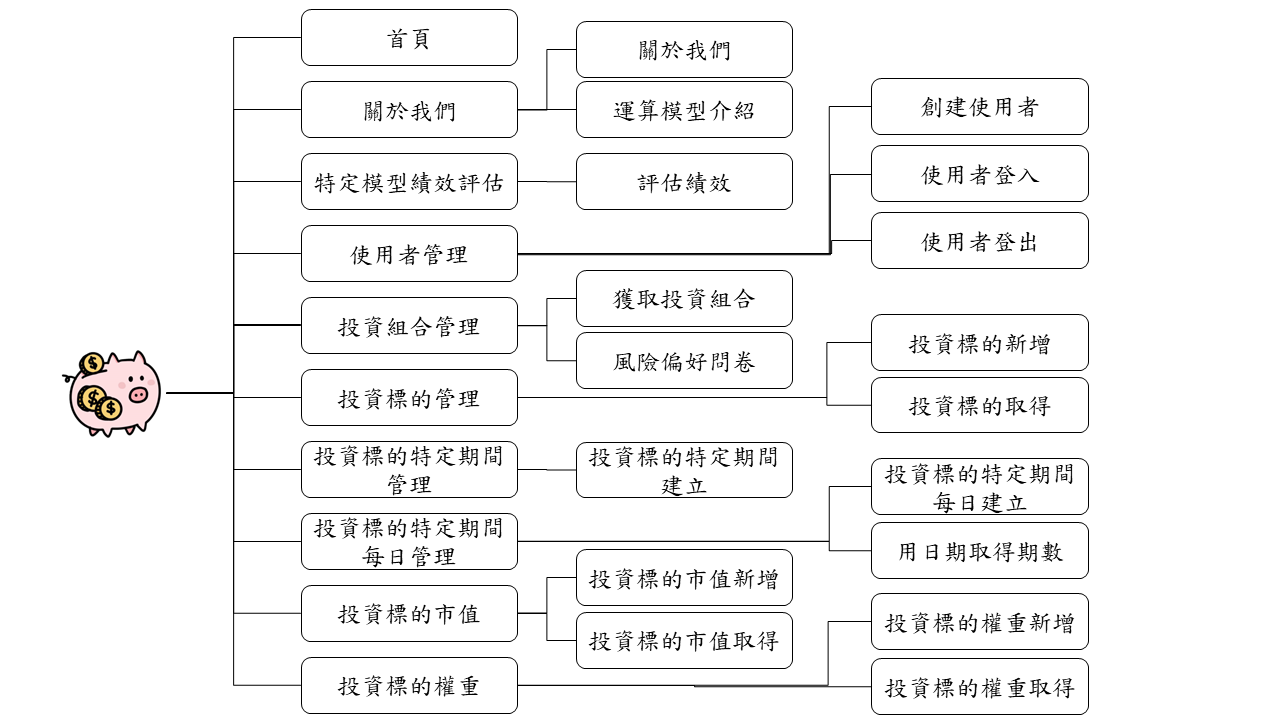 首頁
關於我們
關於我們
運算模型介紹
特定模型績效評估
評估績效
使用者管理
創建使用者
使用者登入
使用者登出
投資組合管理
獲取投資組合
風險偏好問卷
投資標的管理
投資標的新增
投資標的取得
投資標的特定期間
管理
投資標的特定期間
建立
投資標的特定期間
每日管理
投資標的特定期間
每日建立
用日期取得期數
投資標的市值
投資標的市值新增
投資標的市值取得
投資標的權重
投資標的權重新增
投資標的權重取得
$
$
$